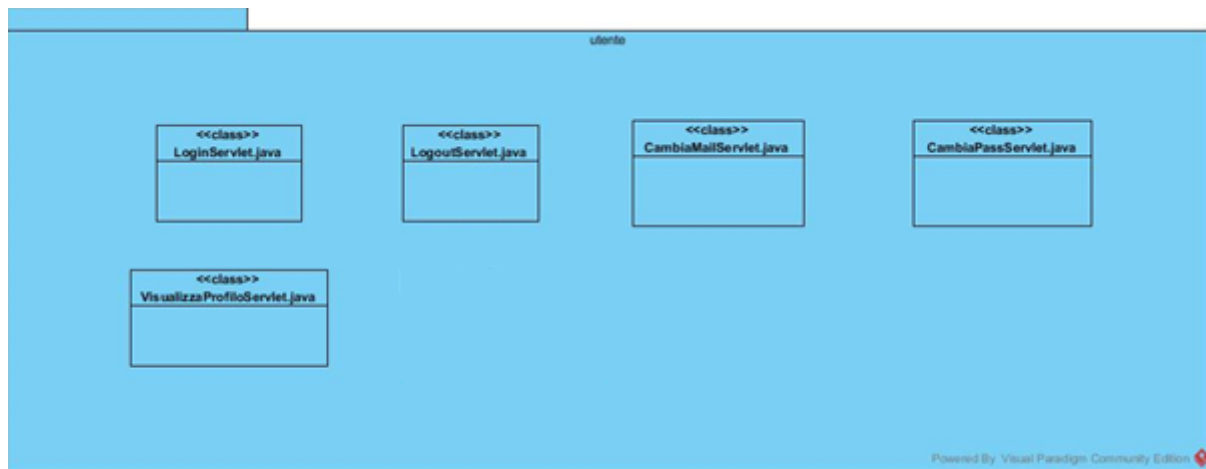 utente
<<class>>
LoginServlet.java
<<class>>
LogoutServlet.java
<<class>>
CambiaMailServlet.java
<<class>>
CambiaPassServlet.java
<<class>>
VisualizzaProfiloServlet.java
Powered By Visual Paradigm Community Edition